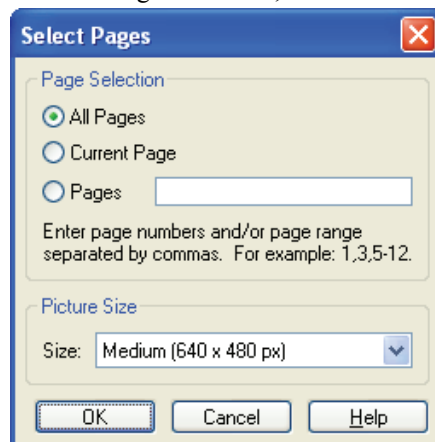 Select Pages
Page Selection
All Pages
Current Page
Pages
Enter page numbers and/or page range
separated by commas. For example: 1,3,5-12.
Picture Size
Size: Medium (640 x 480 px)
OK Cancel Help